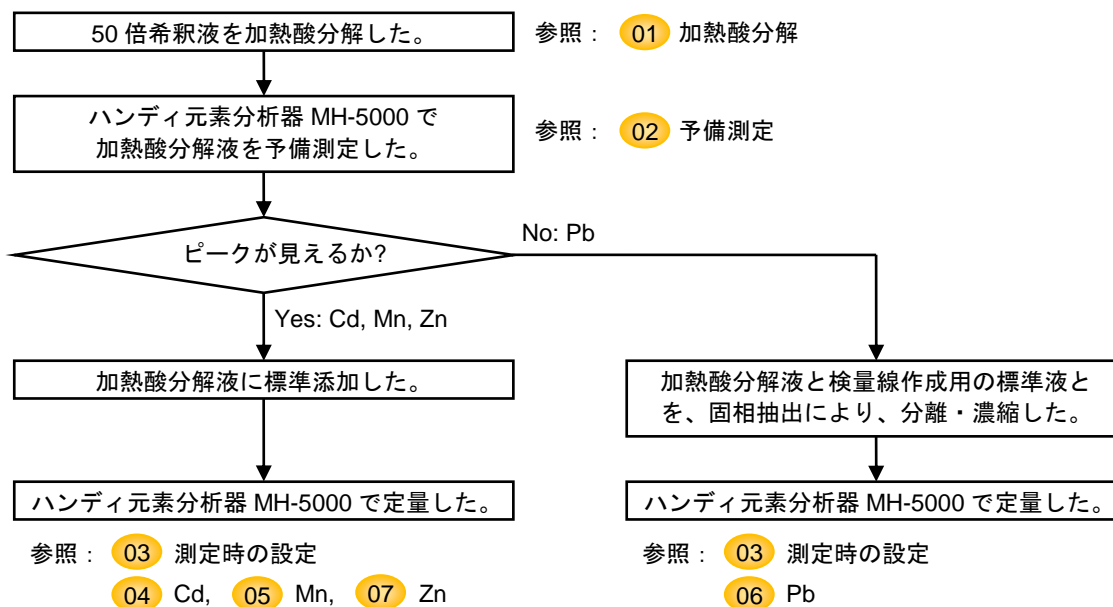 50 倍希釈液を加熱酸分解した。
参照： 01 加熱酸分解
ハンディ元素分析器 MH-5000 で
加熱酸分解液を予備測定した。
参照： 02 予備測定
ピークが見えるか?
No: Pb
Yes: Cd, Mn, Zn
加熱酸分解液に標準添加した。
加熱酸分解液と検量線作成用の標準液と
を、固相抽出により、分離・濃縮した。
ハンディ元素分析器 MH-5000 で定量した。
ハンディ元素分析器 MH-5000 で定量した。
参照： 03 測定時の設定
04 Cd, 05 Mn, 07 Zn
参照： 03 測定時の設定
06 Pb